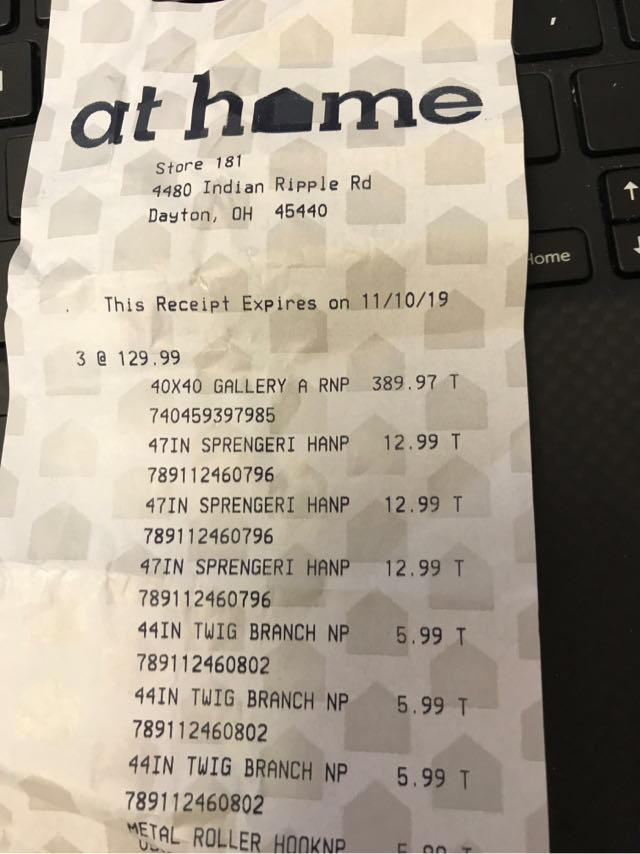 at home
Store 181
4480 Indian Ripple Rd
Dayton, OH 45440
This Receipt Expires on 11/10/19
3 @ 129.99
40X40 GALLERY A RNP 389.97 T
740459397985
47IN SPRENGERI HANP 12.99 T
789112460796
47IN SPRENGERI HANP 12.99 T
789112460796
47IN SPRENGERI HANP 12.99 T
789112460796
44IN TWIG BRANCH NP 5.99 T
789112460802
44IN TWIG BRANCH NP 5.99 T
789112460802
44IN TWIG BRANCH NP 5.99 T
789112460802
METAL ROLLER HOOKNP
Home
,
↑